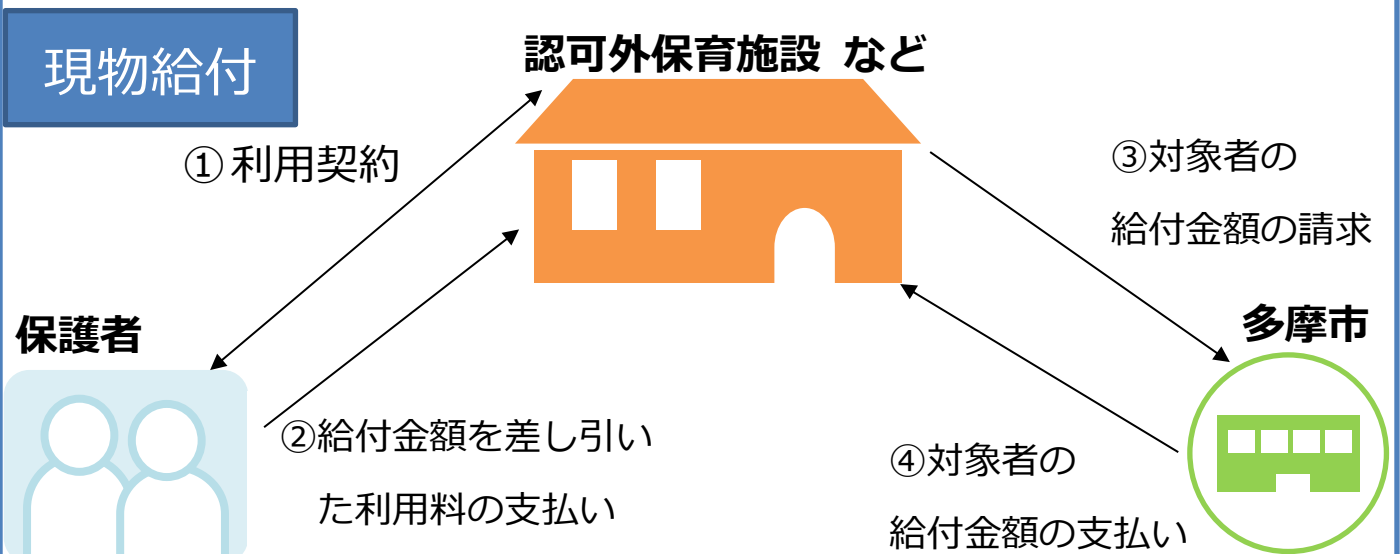 現物給付
認可外保育施設 など
①利用契約
③対象者の
給付金額の請求
保護者
多摩市
②給付金額を差し引い
た利用料の支払い
④対象者の
給付金額の支払い